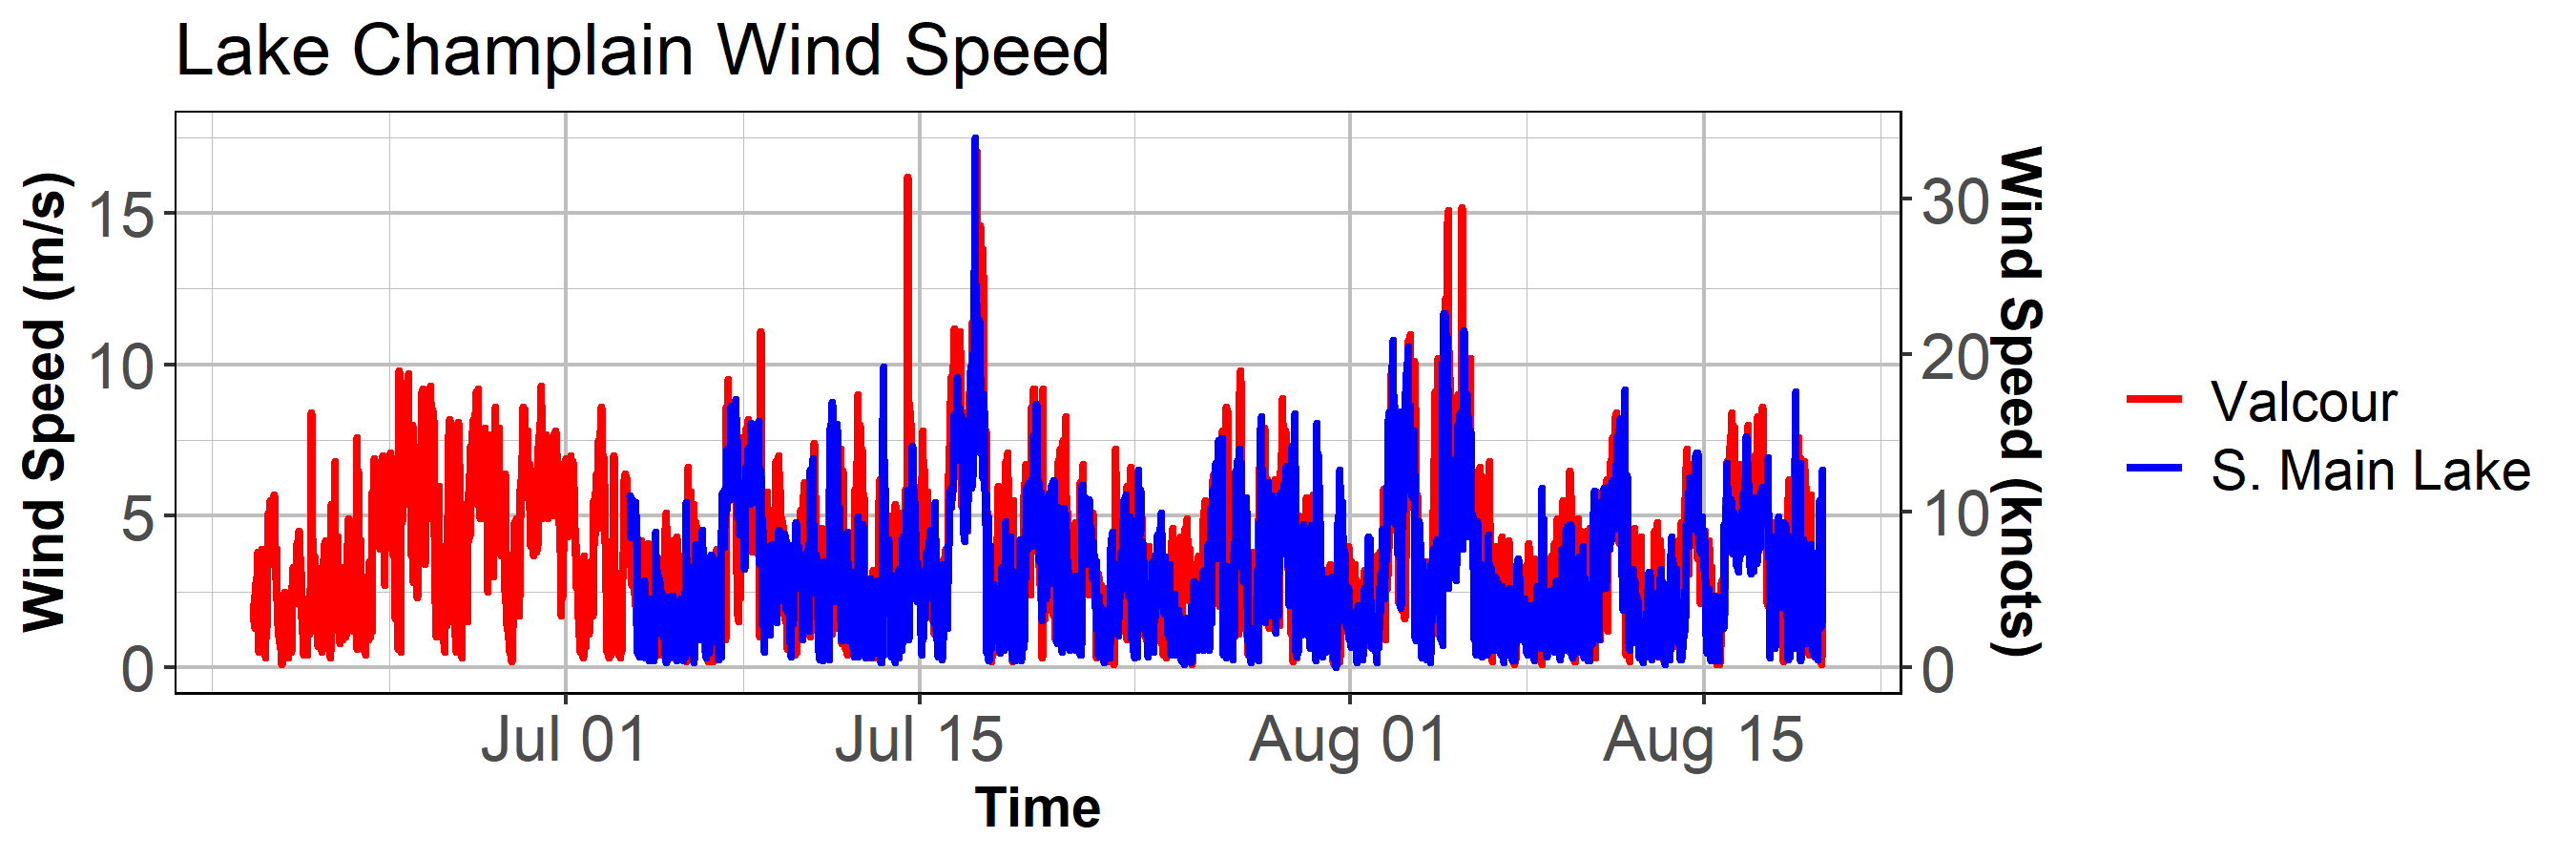 Lake Champlain Wind Speed
Wind Speed (m/s)
15
10
5
0
30
20
10
0
Wind Speed (knots)
Jul 01
Jul 15
Aug 01
Aug 15
Time
Valcour
S. Main Lake